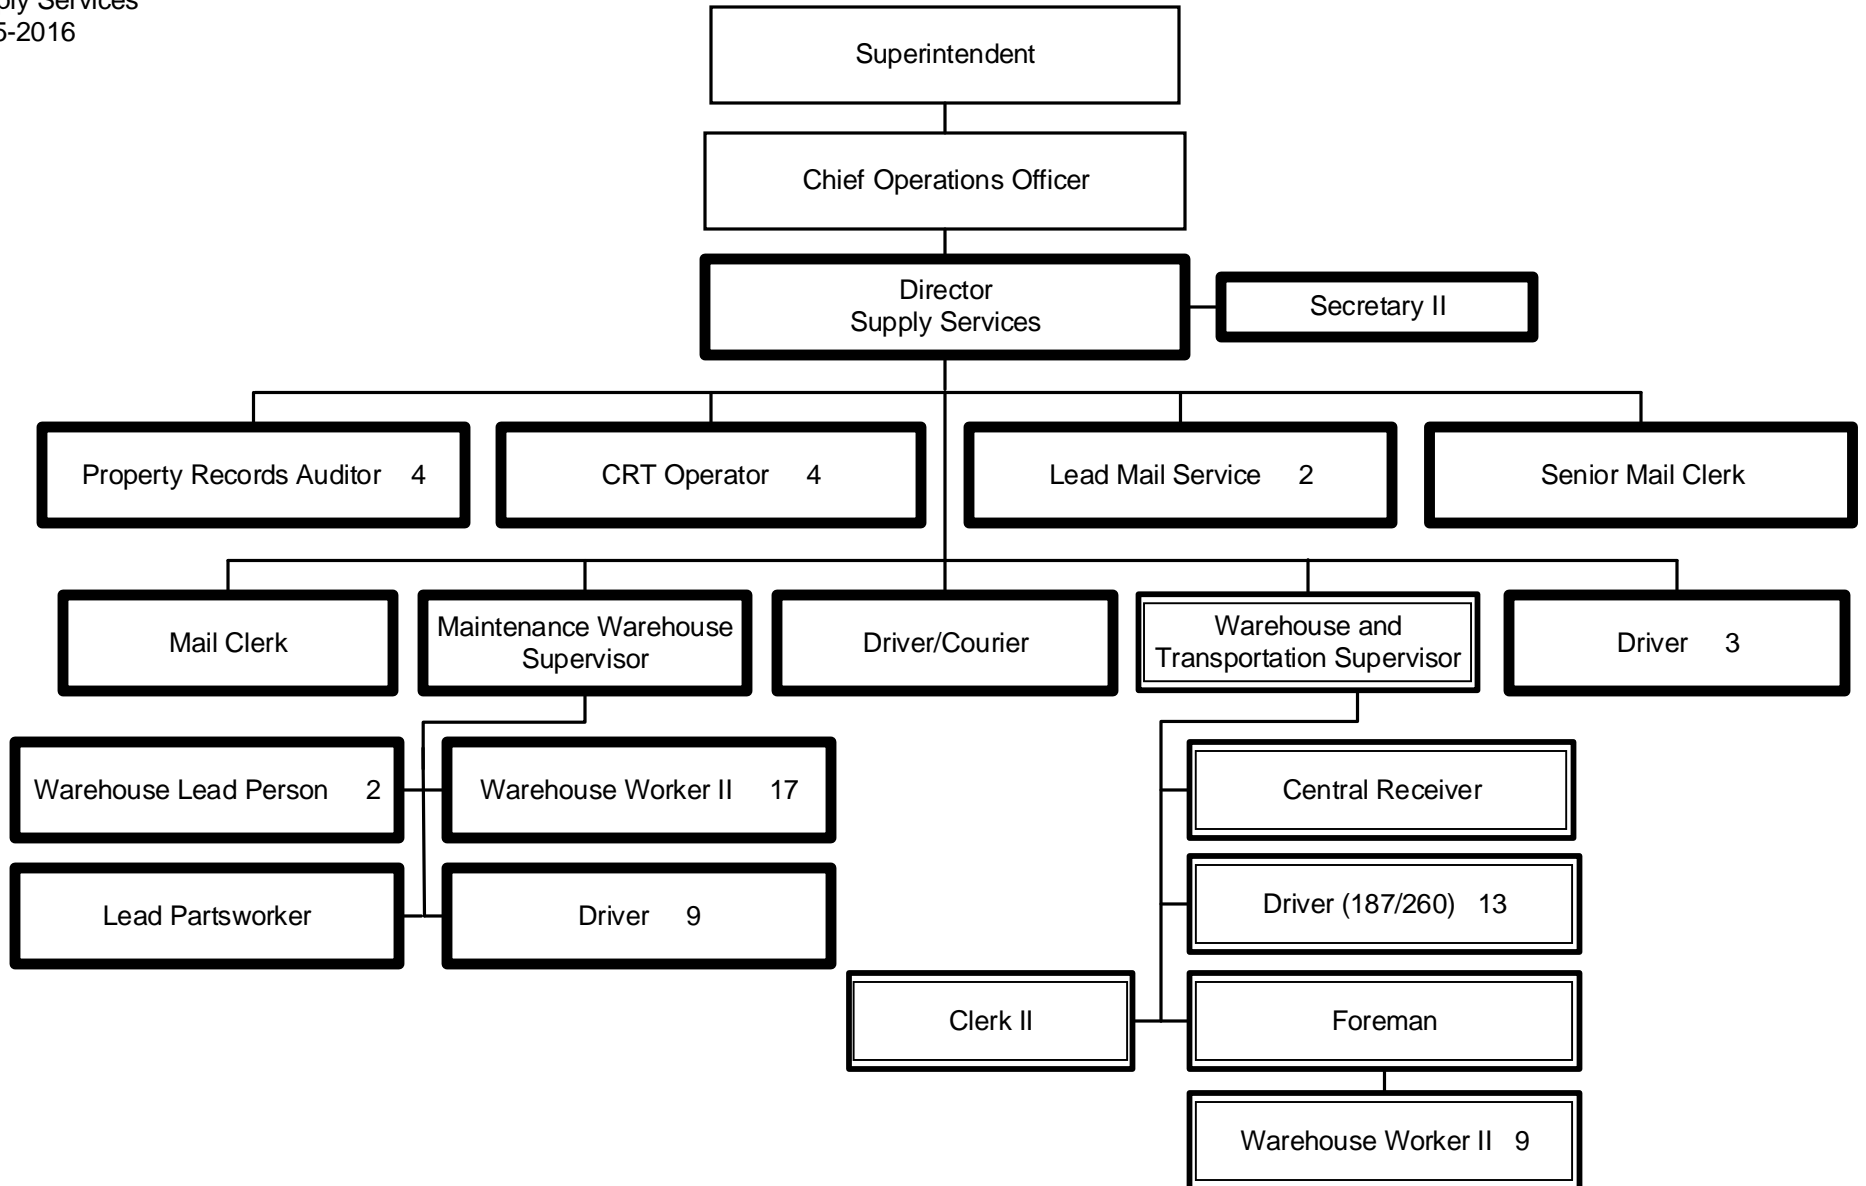 Services
-2016
Superintendent
Chief Operations Officer
Director
Supply Services
Secretary II
Property Records Auditor 4
CRT Operator 4
Lead Mail Service 2
Senior Mail Clerk
Mail Clerk
Maintenance Warehouse
Supervisor
Driver/Courier
Warehouse and
Transportation Supervisor
Driver 3
Warehouse Lead Person 2
Warehouse Worker II 17
Central Receiver
Lead Partsworker
Driver 9
Driver (187/260) 13
Clerk II
Foreman
Warehouse Worker II 9